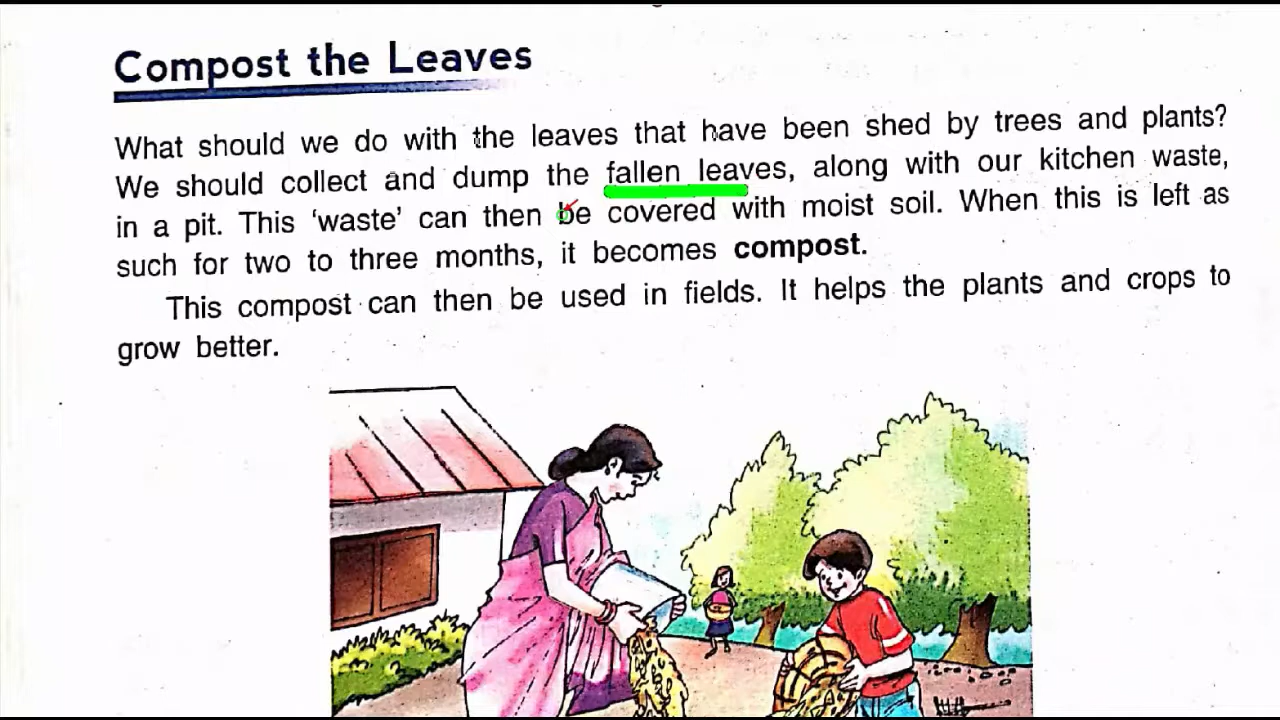 Compost the Leaves
What should we do with the leaves that have been shed by trees and plants?
We should collect and dump the fallen leaves, along with our kitchen waste,
in a pit. This ‘waste’ can then be covered with moist soil. When this is left as
such for two to three months, it becomes compost.
This compost can then be used in fields. It helps the plants and crops to
grow better.